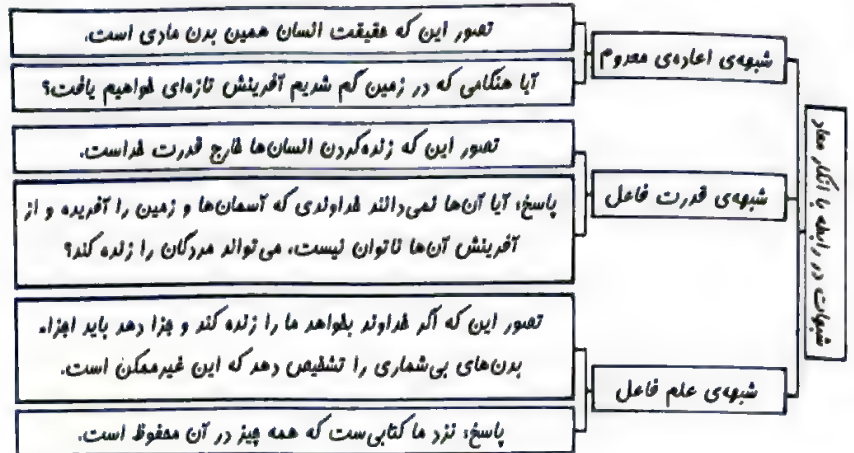 شبهات در رابطه با انکار معاد
شبهه‌ی اعاده‌ی معدوم
تصور این که حقیقت انسان همین بدن مادی است.
آیا هنگامی که در زمین گم شدیم آفرینش تازه‌ای خواهیم یافت؟
شبهه‌ی قدرت فاعل
تصور این که زنده‌کردن انسان‌ها خارج قدرت خداست.
پاسخ: آیا آن‌ها نمی‌دانند خداوندی که آسمان‌ها و زمین را آفریده و از
آفرینش آن‌ها ناتوان نیست، می‌تواند مردگان را زنده کند؟
شبهه‌ی علم فاعل
تصور این که اگر خداوند بخواهد ما را زنده کند و جزا دهد باید اجزاء
بدن‌های بی‌شماری را تشخیص دهد که این غیرممکن است.
پاسخ: نزد ما کتابی‌ست که همه چیز در آن محفوظ است.